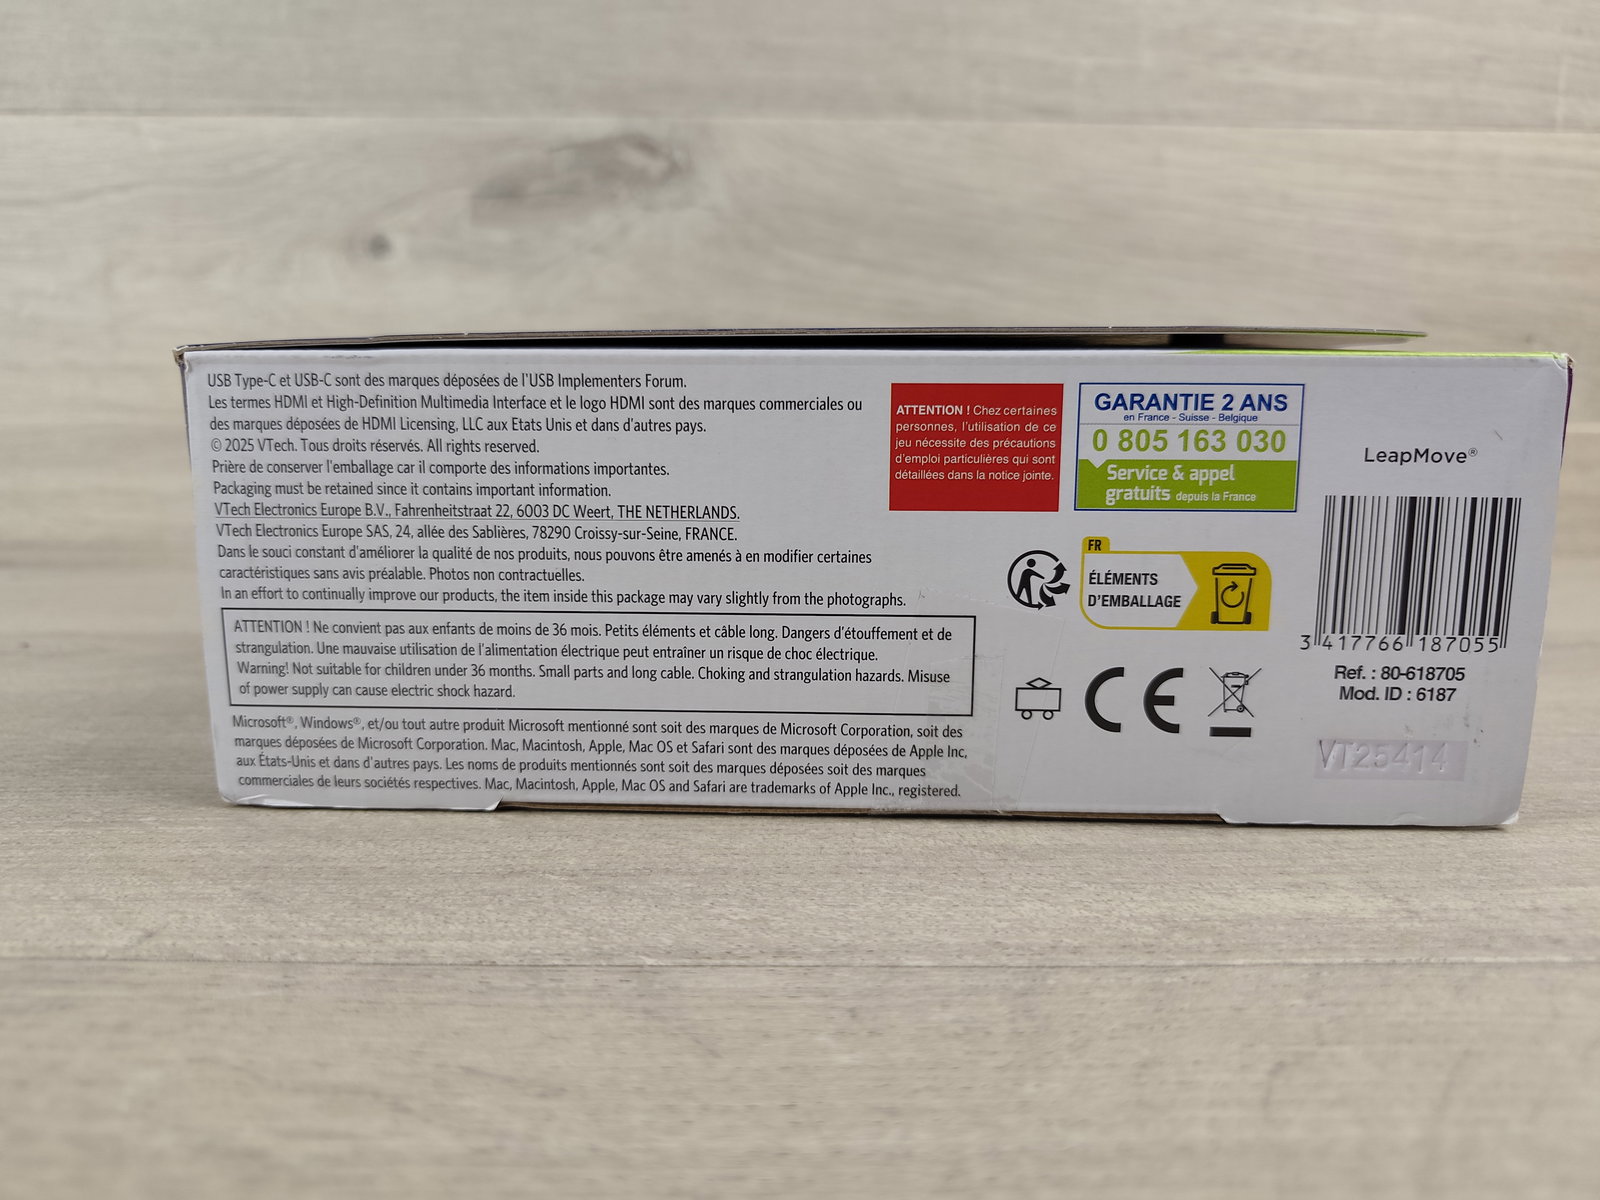 USB Type-C et USB-C sont des marques déposées de l'USB Implementers Forum.
Les termes HDMI et High-Definition Multimedia Interface et le logo HDMI sont des marques commerciales ou
des marques déposées de HDMI Licensing, LLC aux Etats Unis et dans d'autres pays.
© 2025 VTech. Tous droits réservés. All rights reserved.
Prière de conserver l'emballage car il comporte des informations importantes.
Packaging must be retained since it contains important information.
VTech Electronics Europe B.V., Fahrenheitstraat 22, 6003 DC Weert, THE NETHERLANDS.
VTech Electronics Europe SAS, 24, allée des Sablières, 78290 Croissy-sur-Seine, FRANCE.
Dans le souci constant d'améliorer la qualité de nos produits, nous pouvons être amenés à en modifier certaines
caractéristiques sans avis préalable. Photos non contractuelles.
In an effort to continually improve our products, the item inside this package may vary slightly from the photographs.
ATTENTION ! Ne convient pas aux enfants de moins de 36 mois. Petits éléments et câble long. Dangers d'étouffement et de
strangulation. Une mauvaise utilisation de l'alimentation électrique peut entraîner un risque de choc électrique.
Warning! Not suitable for children under 36 months. Small parts and long cable. Choking and strangulation hazards. Misuse
of power supply can cause electric shock hazard.
Microsoft®, Windows®, et/ou tout autre produit Microsoft mentionné sont soit des marques de Microsoft Corporation, soit des
marques déposées de Microsoft Corporation. Mac, Macintosh, Apple, Mac OS et Safari sont des marques déposées de Apple Inc,
aux États-Unis et dans d'autres pays. Les noms de produits mentionnés sont soit des marques déposées soit des marques
commerciales de leurs sociétés respectives. Mac, Macintosh, Apple, Mac OS and Safari are trademarks of Apple Inc., registered.
ATTENTION ! Chez certaines
personnes, l'utilisation de ce
jeu nécessite des précautions
d'emploi particulières qui sont
détaillées dans la notice jointe.
GARANTIE 2 ANS
en France - Suisse - Belgique
0 805 163 030
Service & appel
gratuits depuis la France
FR
ÉLÉMENTS
D'EMBALLAGE
CE
LeapMove®
3 417766 187055
Ref. : 80-618705
Mod. ID : 6187
VT25414